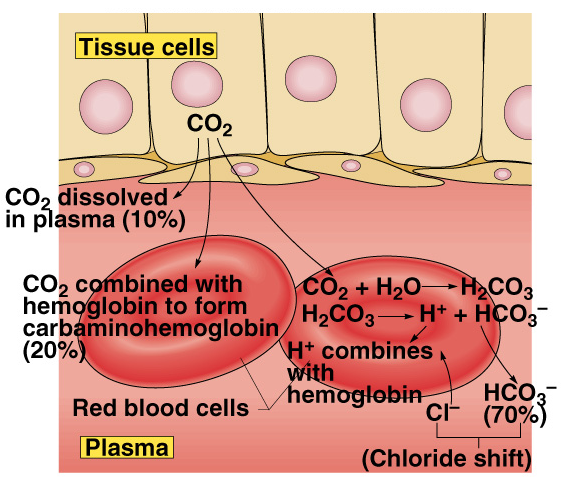 Tissue cells
CO₂
CO₂ dissolved
in plasma (10%)
CO₂ combined with
hemoglobin to form
carbaminohemoglobin
(20%)
CO₂ + H₂O → H₂CO₃
H₂CO₃ → H⁺ + HCO₃⁻
H⁺ combines
with
hemoglobin
Red blood cells
Cl⁻
HCO₃⁻
(70%)
Plasma
(Chloride shift)